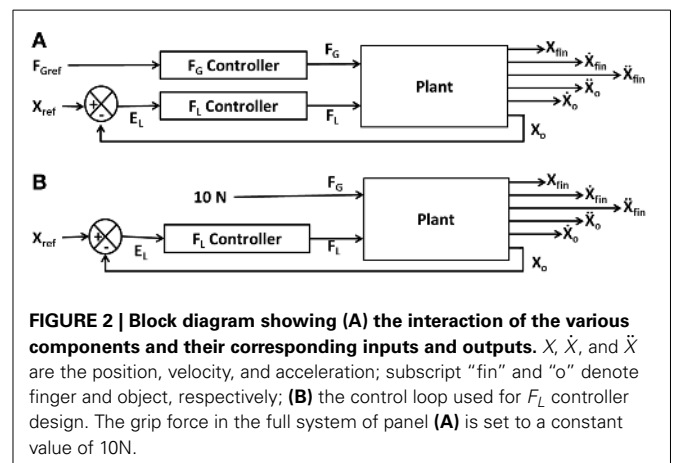 A
F_Gref
F_G Controller
F_G
Plant
X_fin
Ẋ_fin
Ẍ_fin
Ẍ_o
Ẋ_o
X_o
X_ref
+
-
E_L
F_L Controller
F_L
B
10 N
F_G
Plant
X_fin
Ẋ_fin
Ẍ_fin
Ẍ_o
Ẋ_o
X_o
X_ref
+
-
E_L
F_L Controller
F_L
FIGURE 2 | Block diagram showing (A) the interaction of the various
components and their corresponding inputs and outputs. X, Ẋ, and Ẍ
are the position, velocity, and acceleration; subscript “fin” and “o” denote
finger and object, respectively; (B) the control loop used for F_L controller
design. The grip force in the full system of panel (A) is set to a constant
value of 10N.